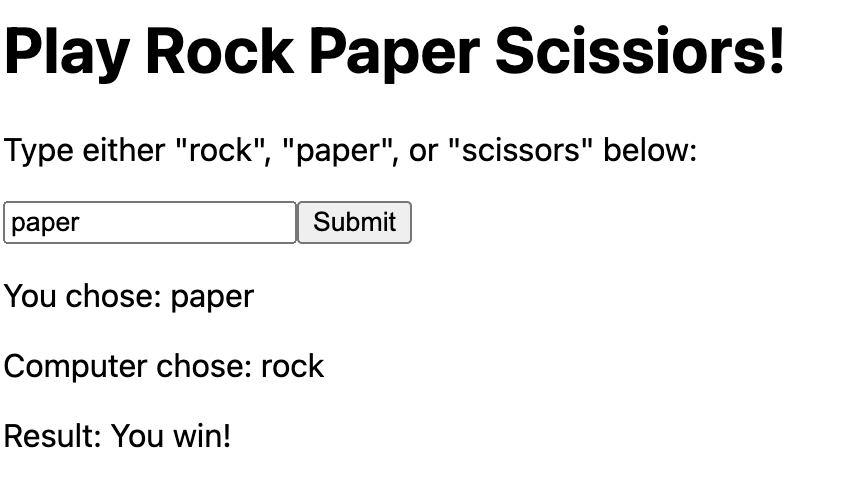 Play Rock Paper Scissiors!
Type either "rock", "paper", or "scissors" below:
paper Submit
You chose: paper
Computer chose: rock
Result: You win!